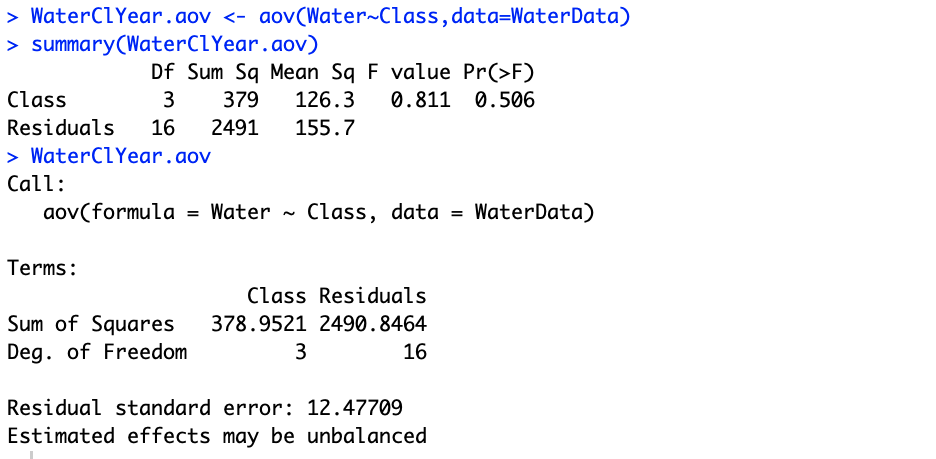 > WaterClYear.aov <- aov(Water~Class,data=WaterData)
> summary(WaterClYear.aov)
            Df Sum Sq Mean Sq F value Pr(>F)
Class        3    379   126.3   0.811  0.506
Residuals   16   2491   155.7
> WaterClYear.aov
Call:
   aov(formula = Water ~ Class, data = WaterData)

Terms:
                    Class Residuals
Sum of Squares   378.9521 2490.8464
Deg. of Freedom         3        16

Residual standard error: 12.47709
Estimated effects may be unbalanced